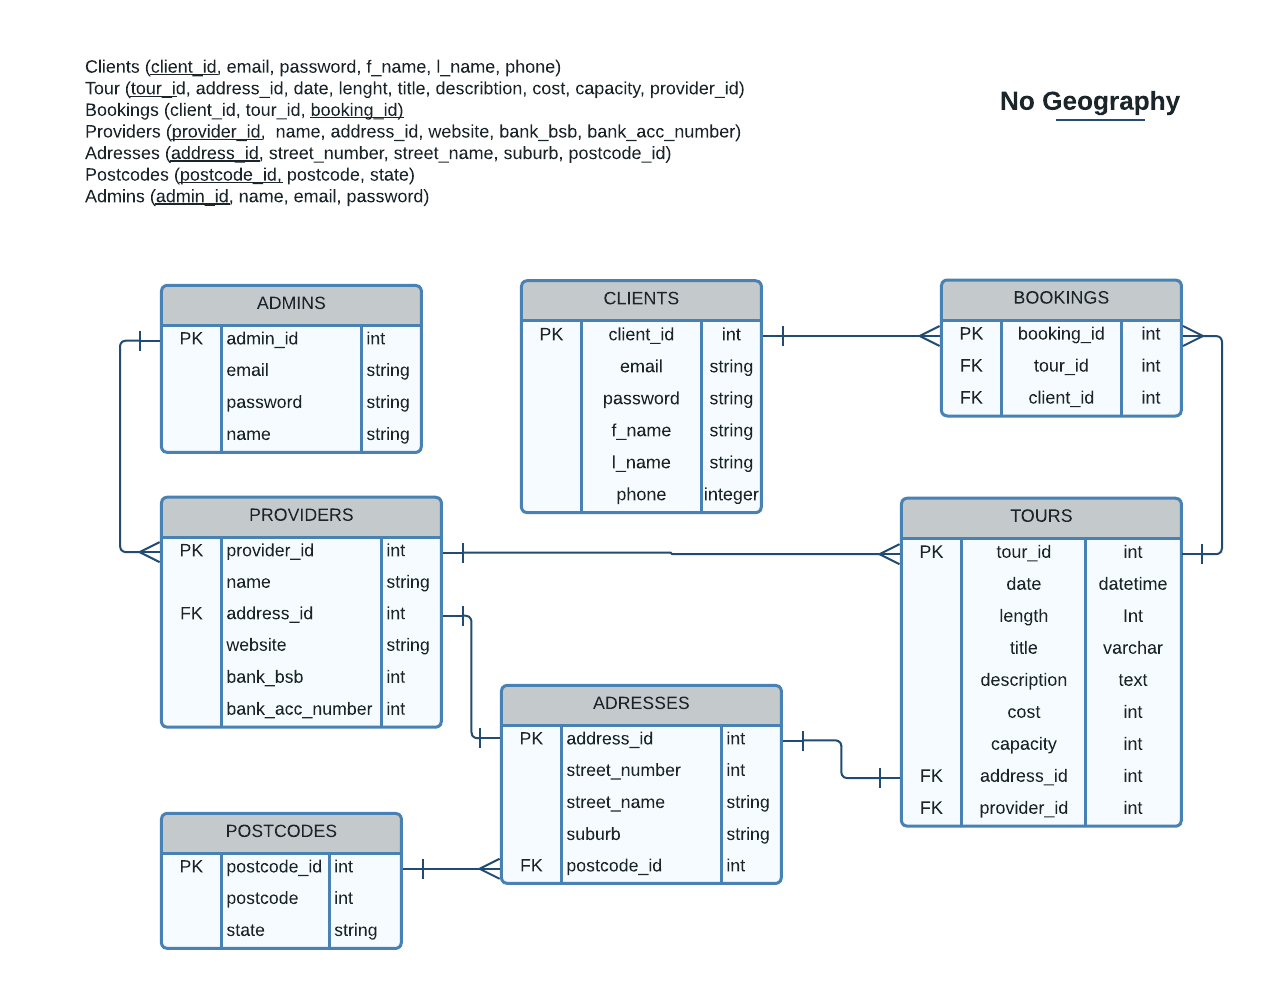 Clients (client_id, email, password, f_name, l_name, phone)
Tour (tour_id, address_id, date, lenght, title, describtion, cost, capacity, provider_id)
Bookings (client_id, tour_id, booking_id)
Providers (provider_id,  name, address_id, website, bank_bsb, bank_acc_number)
Adresses (address_id, street_number, street_name, suburb, postcode_id)
Postcodes (postcode_id, postcode, state)
Admins (admin_id, name, email, password)
No Geography
ADMINS
PK admin_id int
email string
password string
name string
CLIENTS
PK client_id int
email string
password string
f_name string
l_name string
phone integer
BOOKINGS
PK booking_id int
FK tour_id int
FK client_id int
PROVIDERS
PK provider_id int
name string
FK address_id int
website string
bank_bsb int
bank_acc_number int
TOURS
PK tour_id int
date datetime
length Int
title varchar
description text
cost int
capacity int
FK address_id int
FK provider_id int
ADRESSES
PK address_id int
street_number int
street_name string
suburb string
FK postcode_id int
POSTCODES
PK postcode_id int
postcode int
state string